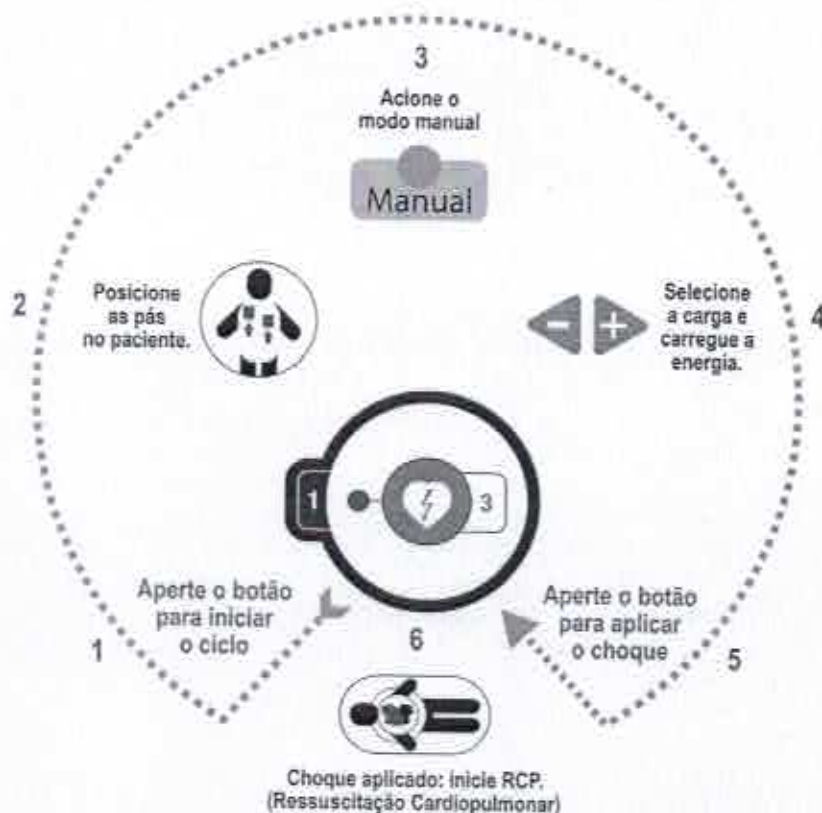 3
Acione o
modo manual
Manual
2
Posicione
as pás
no paciente.
Selecione
a carga e
carregue a
energia.
4
1
3
Aperte o botão
para iniciar
o ciclo
1
6
Aperte o botão
para aplicar
o choque
5
Choque aplicado: inicie RCP.
(Ressuscitação Cardiopulmonar)